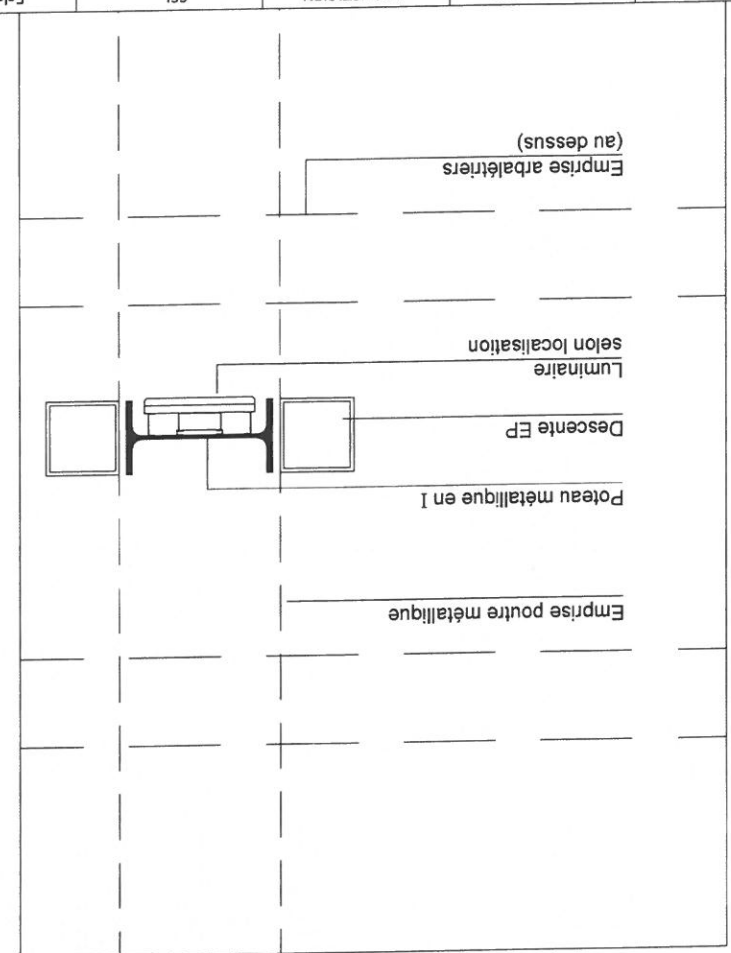 Emprise poutre métallique
Poteau métallique en I
Descente EP
Luminaire
selon localisation
Emprise arbalétriers
(au dessus)